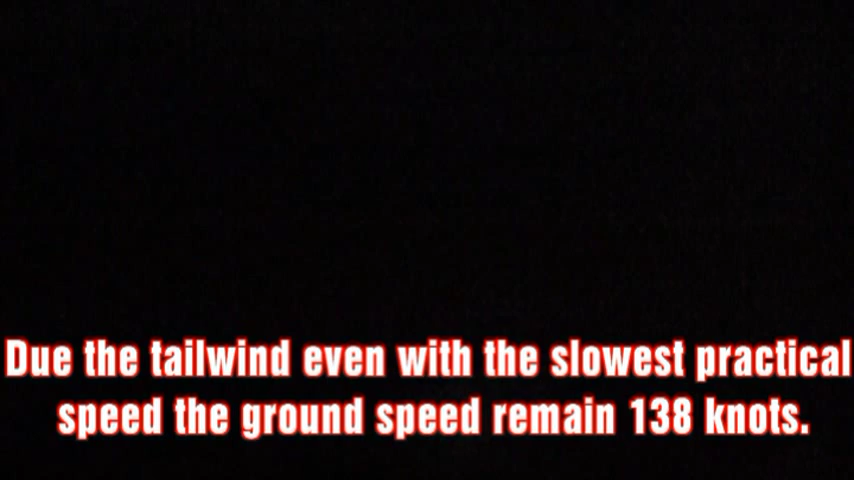 Due the tailwind even with the slowest practical
speed the ground speed remain 138 knots.